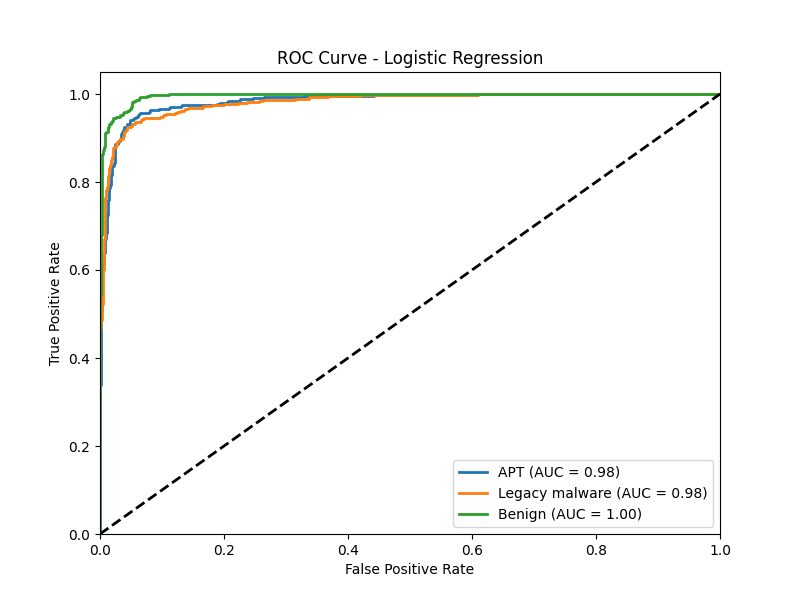 ROC Curve - Logistic Regression
True Positive Rate
1.0
0.8
0.6
0.4
0.2
0.0
APT (AUC = 0.98)
Legacy malware (AUC = 0.98)
Benign (AUC = 1.00)
0.0 0.2 0.4 0.6 0.8 1.0
False Positive Rate